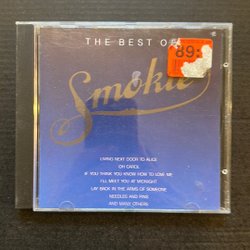 THE BEST OF
89:
Smokie
LIVING NEXT DOOR TO ALICE
OH CAROL
IF YOU THINK YOU KNOW HOW TO LOVE ME
I'LL MEET YOU AT MIDNIGHT
LAY BACK IN THE ARMS OF SOMEONE
NEEDLES AND PINS
AND MANY OTHERS